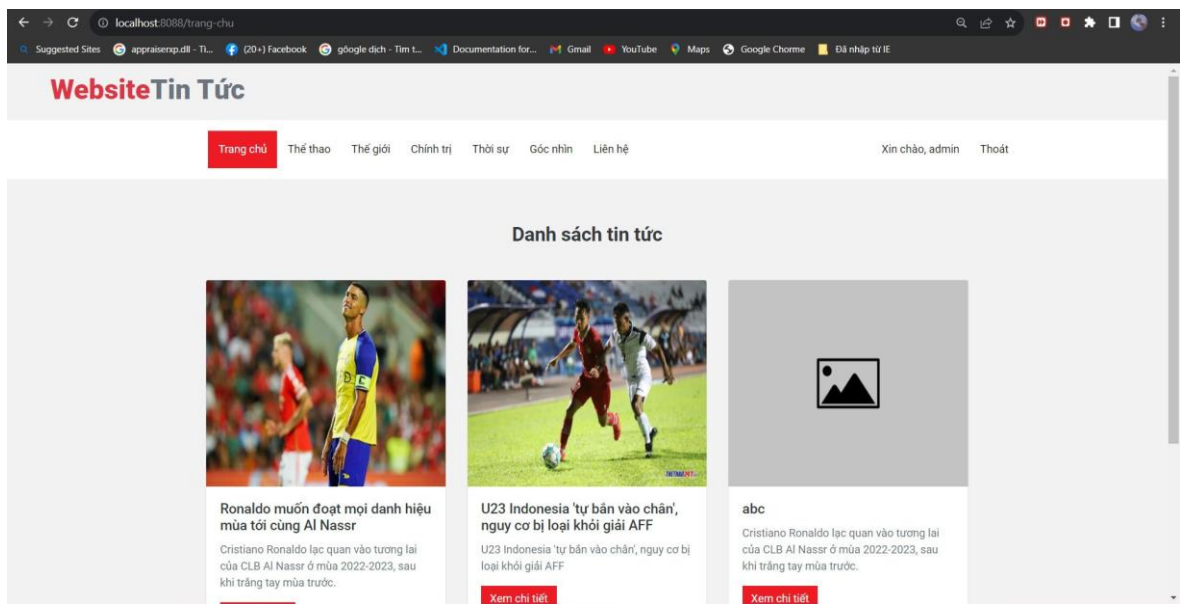 localhost:8088/trang-chu
Suggested Sites appraiserxp.dll - Ti... (20+) Facebook gôogle dich - Tìm t... Documentation for... Gmail YouTube Maps Google Chorme Đã nhập từ IE
WebsiteTin Tức
Trang chủ Thể thao Thế giới Chính trị Thời sự Góc nhìn Liên hệ Xin chào, admin Thoát
Danh sách tin tức
Ronaldo muốn đoạt mọi danh hiệu
mùa tới cùng Al Nassr
Cristiano Ronaldo lạc quan vào tương lai
của CLB Al Nassr ở mùa 2022-2023, sau
khi trắng tay mùa trước.
U23 Indonesia 'tự bắn vào chân',
nguy cơ bị loại khỏi giải AFF
U23 Indonesia 'tự bắn vào chân', nguy cơ bị
loại khỏi giải AFF
Xem chi tiết
abc
Cristiano Ronaldo lạc quan vào tương lai
của CLB Al Nassr ở mùa 2022-2023, sau
khi trắng tay mùa trước.
Xem chi tiết